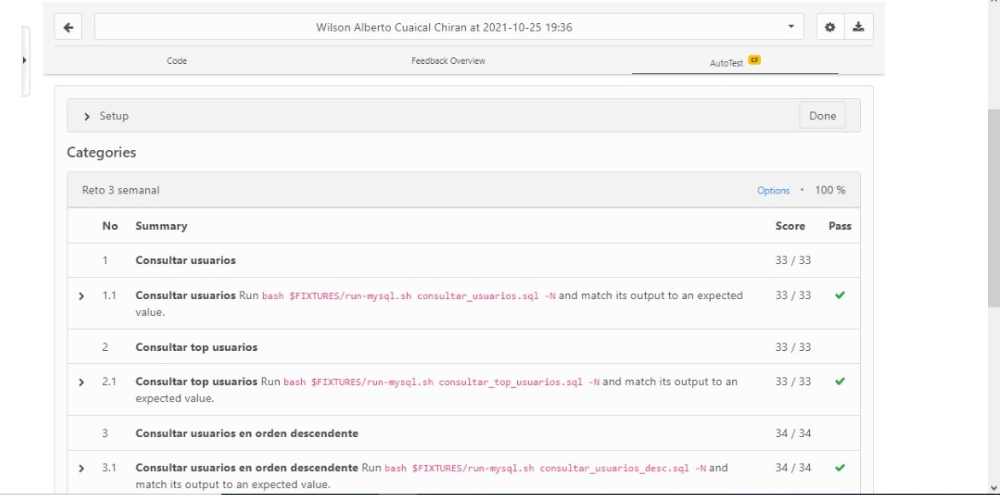 Wilson Alberto Cuaical Chiran at 2021-10-25 19:36
Code Feedback Overview AutoTest CF
Setup Done
Categories
Reto 3 semanal Options • 100 %
No Summary Score Pass
1 Consultar usuarios 33 / 33
1.1 Consultar usuarios Run bash $FIXTURES/run-mysql.sh consultar_usuarios.sql -N and match its output to an expected 33 / 33
value.
2 Consultar top usuarios 33 / 33
2.1 Consultar top usuarios Run bash $FIXTURES/run-mysql.sh consultar_top_usuarios.sql -N and match its output to an 33 / 33
expected value.
3 Consultar usuarios en orden descendente 34 / 34
3.1 Consultar usuarios en orden descendente Run bash $FIXTURES/run-mysql.sh consultar_usuarios_desc.sql -N and 34 / 34
match its output to an expected value.